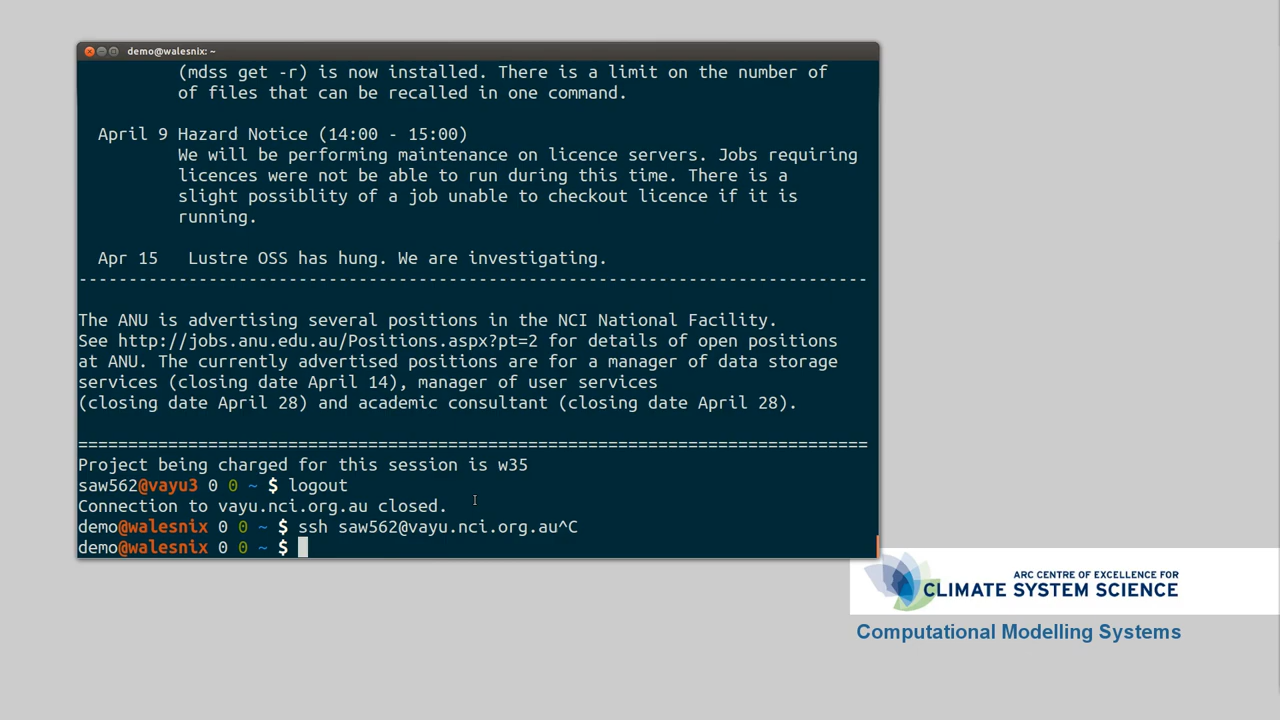 demo@walesnix: ~
(mdss get -r) is now installed. There is a limit on the number of
of files that can be recalled in one command.
April 9 Hazard Notice (14:00 - 15:00)
We will be performing maintenance on licence servers. Jobs requiring
licences were not be able to run during this time. There is a
slight possiblity of a job unable to checkout licence if it is
running.
Apr 15 Lustre OSS has hung. We are investigating.
-------------------------------------------------------------------------------
The ANU is advertising several positions in the NCI National Facility.
See http://jobs.anu.edu.au/Positions.aspx?pt=2 for details of open positions
at ANU. The currently advertised positions are for a manager of data storage
services (closing date April 14), manager of user services
(closing date April 28) and academic consultant (closing date April 28).
===============================================================================
Project being charged for this session is w35
saw562@vayu3 0 0 ~ $ logout
Connection to vayu.nci.org.au closed.
demo@walesnix 0 0 ~ $ ssh saw562@vayu.nci.org.au^C
demo@walesnix 0 0 ~ $
ARC CENTRE OF EXCELLENCE FOR
CLIMATE SYSTEM SCIENCE
Computational Modelling Systems